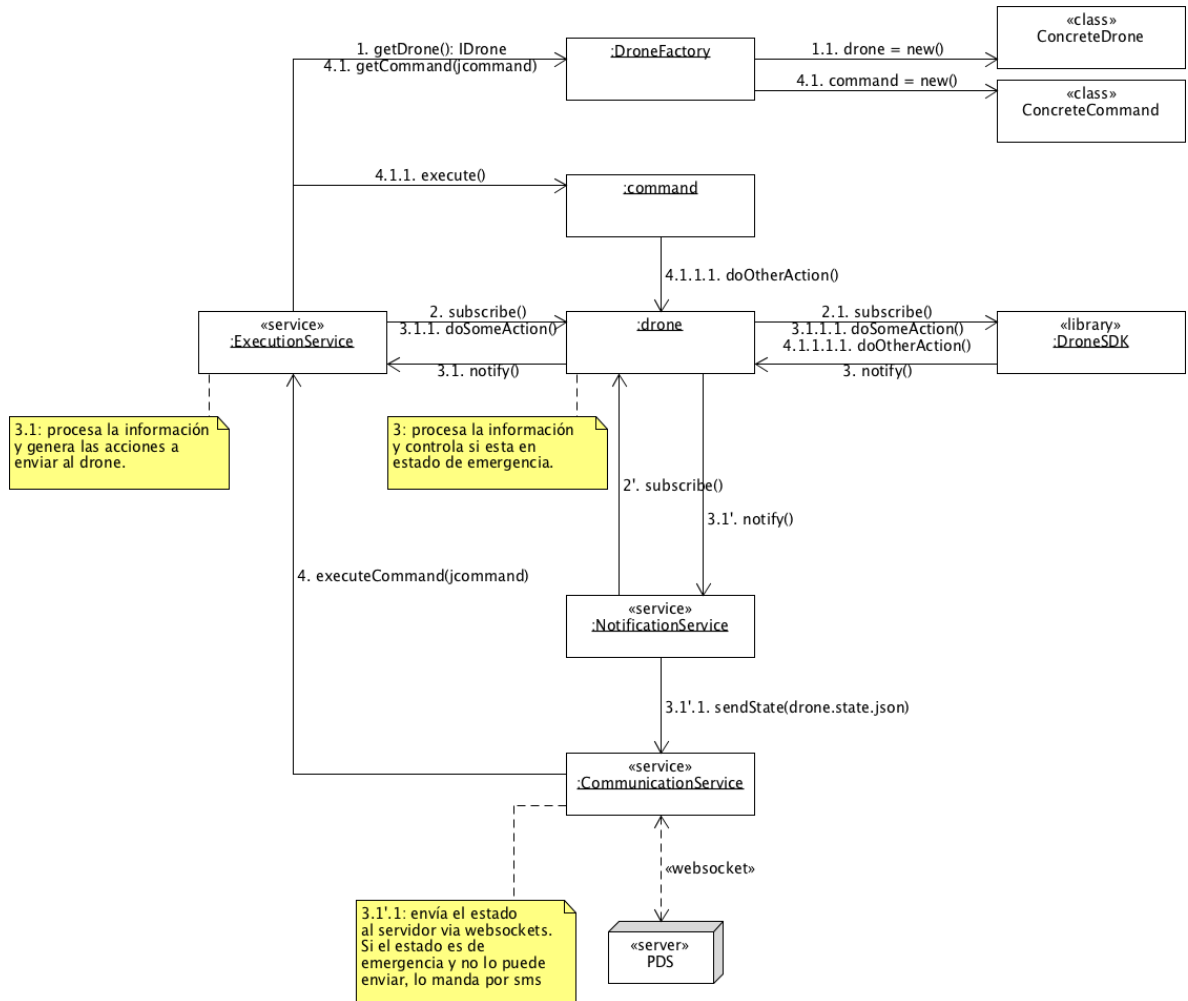 «class»
ConcreteDrone
1. getDrone(): IDrone
4.1. getCommand(jcommand)
:DroneFactory
1.1. drone = new()
4.1. command = new()
«class»
ConcreteCommand
4.1.1. execute()
:command
4.1.1.1. doOtherAction()
«service»
:ExecutionService
2. subscribe()
3.1.1. doSomeAction()
3.1. notify()
:drone
2.1. subscribe()
3.1.1.1. doSomeAction()
4.1.1.1.1. doOtherAction()
3. notify()
«library»
:DroneSDK
3.1: procesa la información
y genera las acciones a
enviar al drone.
3: procesa la información
y controla si esta en
estado de emergencia.
2'. subscribe()
3.1'. notify()
4. executeCommand(jcommand)
«service»
:NotificationService
3.1'.1. sendState(drone.state.json)
«service»
:CommunicationService
«websocket»
3.1'.1: envía el estado
al servidor via websockets.
Si el estado es de
emergencia y no lo puede
enviar, lo manda por sms
«server»
PDS